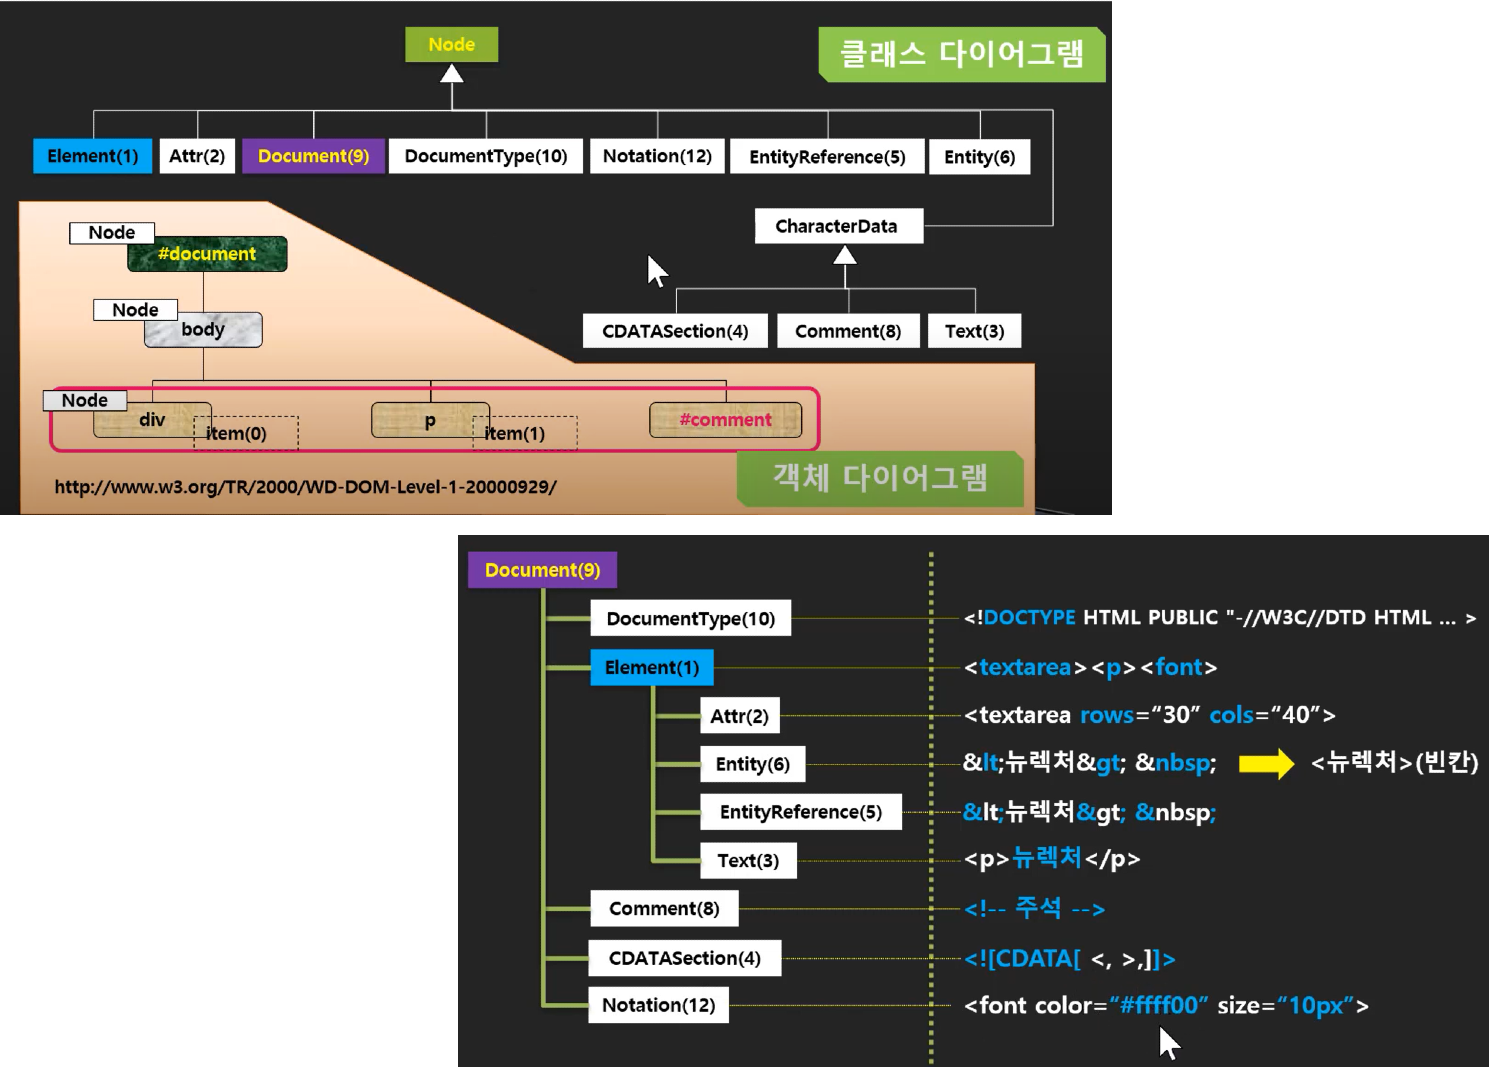 Node
클래스 다이어그램
Element(1)
Attr(2)
Document(9)
DocumentType(10)
Notation(12)
EntityReference(5)
Entity(6)
CharacterData
CDATASection(4)
Comment(8)
Text(3)
Node
#document
Node
body
Node
div
item(0)
p
item(1)
#comment
http://www.w3.org/TR/2000/WD-DOM-Level-1-20000929/
객체 다이어그램
Document(9)
DocumentType(10)
<!DOCTYPE HTML PUBLIC "-//W3C//DTD HTML ... >
Element(1)
<textarea><p><font>
Attr(2)
<textarea rows=“30” cols=“40”>
Entity(6)
&lt;뉴렉처&gt; &nbsp;
<뉴렉처>(빈칸)
EntityReference(5)
&lt;뉴렉처&gt; &nbsp;
Text(3)
<p>뉴렉처</p>
Comment(8)
<!-- 주석 -->
CDATASection(4)
<![CDATA[ <, >,]]>
Notation(12)
<font color=“#ffff00” size=“10px”>